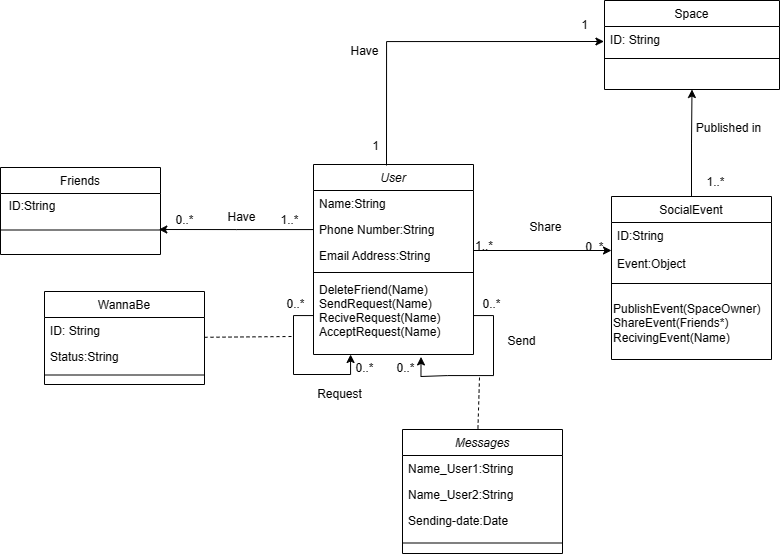 Space
ID: String
1
Have
1
Published in
1..*
Friends
ID:String
0..*
Have
1..*
User
Name:String
Phone Number:String
Email Address:String
DeleteFriend(Name)
SendRequest(Name)
ReciveRequest(Name)
AcceptRequest(Name)
Share
1..*
0..*
SocialEvent
ID:String
Event:Object
PublishEvent(SpaceOwner)
ShareEvent(Friends*)
RecivingEvent(Name)
WannaBe
ID: String
Status:String
0..*
0..*
Request
0..*
Send
0..*
Messages
Name_User1:String
Name_User2:String
Sending-date:Date